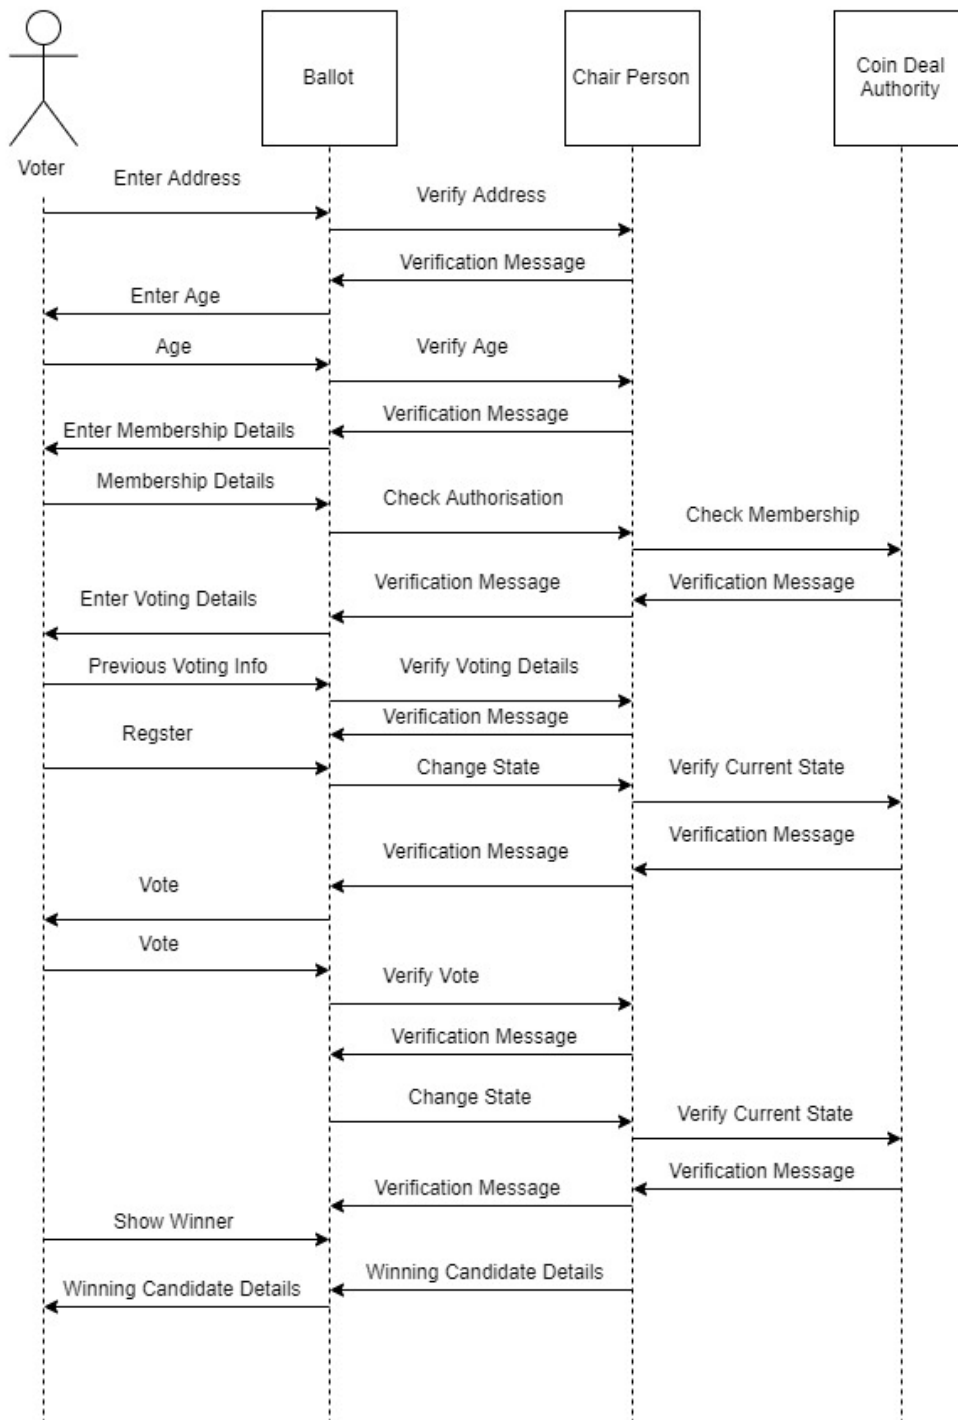 Voter
Ballot
Chair Person
Coin Deal
Authority
Enter Address
Verify Address
Verification Message
Enter Age
Age
Verify Age
Verification Message
Enter Membership Details
Membership Details
Check Authorisation
Check Membership
Verification Message
Verification Message
Enter Voting Details
Previous Voting Info
Verify Voting Details
Verification Message
Regster
Change State
Verify Current State
Verification Message
Verification Message
Vote
Vote
Verify Vote
Verification Message
Change State
Verify Current State
Verification Message
Verification Message
Show Winner
Winning Candidate Details
Winning Candidate Details